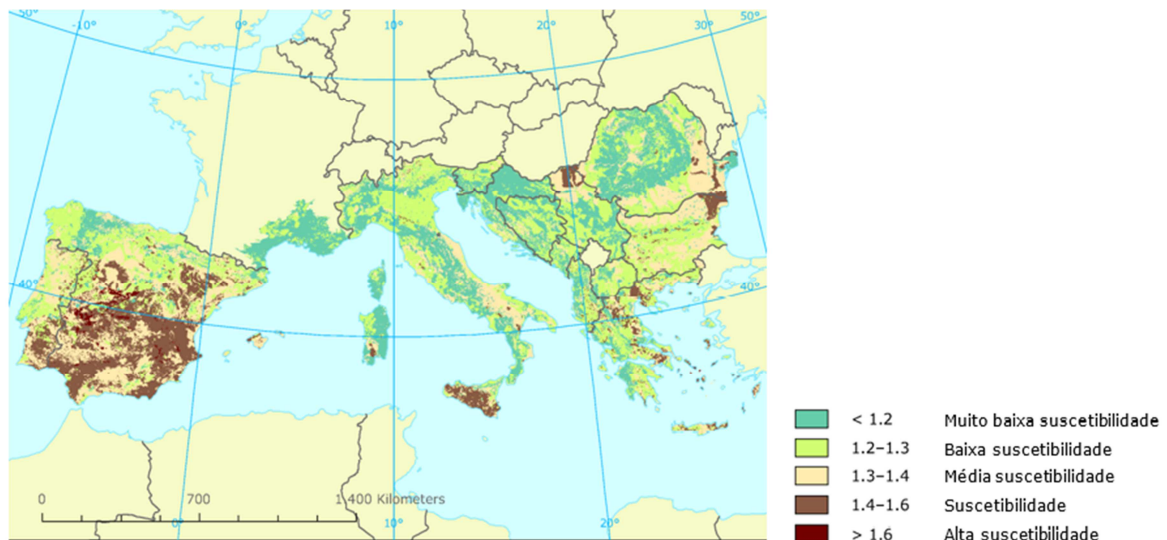 50° -10° 0° 10° 20° 30° 50°
40° 40°
0 700 1 400 Kilometers
0° 10° 20°
< 1.2 Muito baixa suscetibilidade
1.2–1.3 Baixa suscetibilidade
1.3–1.4 Média suscetibilidade
1.4–1.6 Suscetibilidade
> 1.6 Alta suscetibilidade